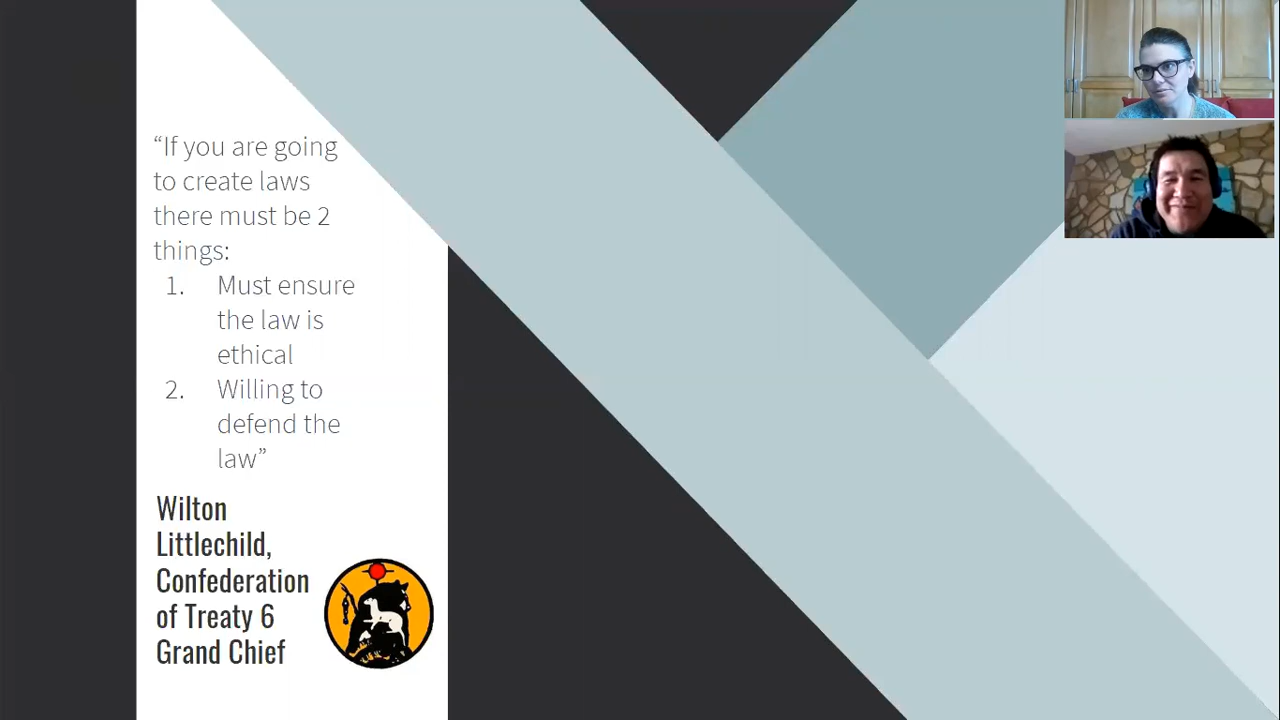 “If you are going
to create laws
there must be 2
things:
1. Must ensure
the law is
ethical
2. Willing to
defend the
law”
Wilton
Littlechild,
Confederation
of Treaty 6
Grand Chief